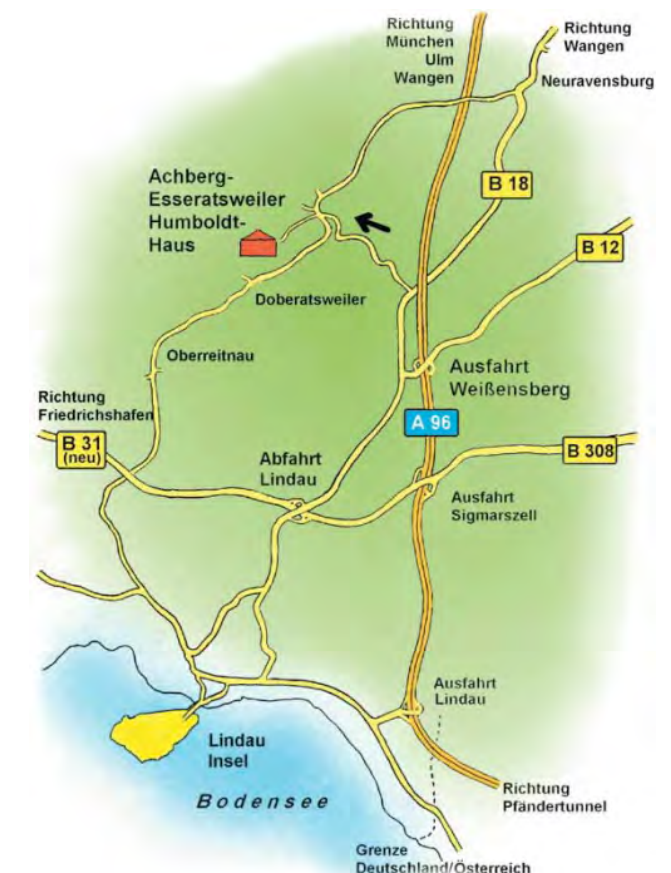 Richtung
München
Ulm
Wangen
Richtung
Wangen
Neuravensburg
Achberg-
Esseratsweiler
Humboldt-
Haus
B 18
B 12
Doberatsweiler
Oberreitnau
Ausfahrt
Weißensberg
Richtung
Friedrichshafen
A 96
B 31
(neu)
Abfahrt
Lindau
B 308
Ausfahrt
Sigmarszell
Ausfahrt
Lindau
Lindau
Insel
Bodensee
Richtung
Pfändertunnel
Grenze
Deutschland/Österreich